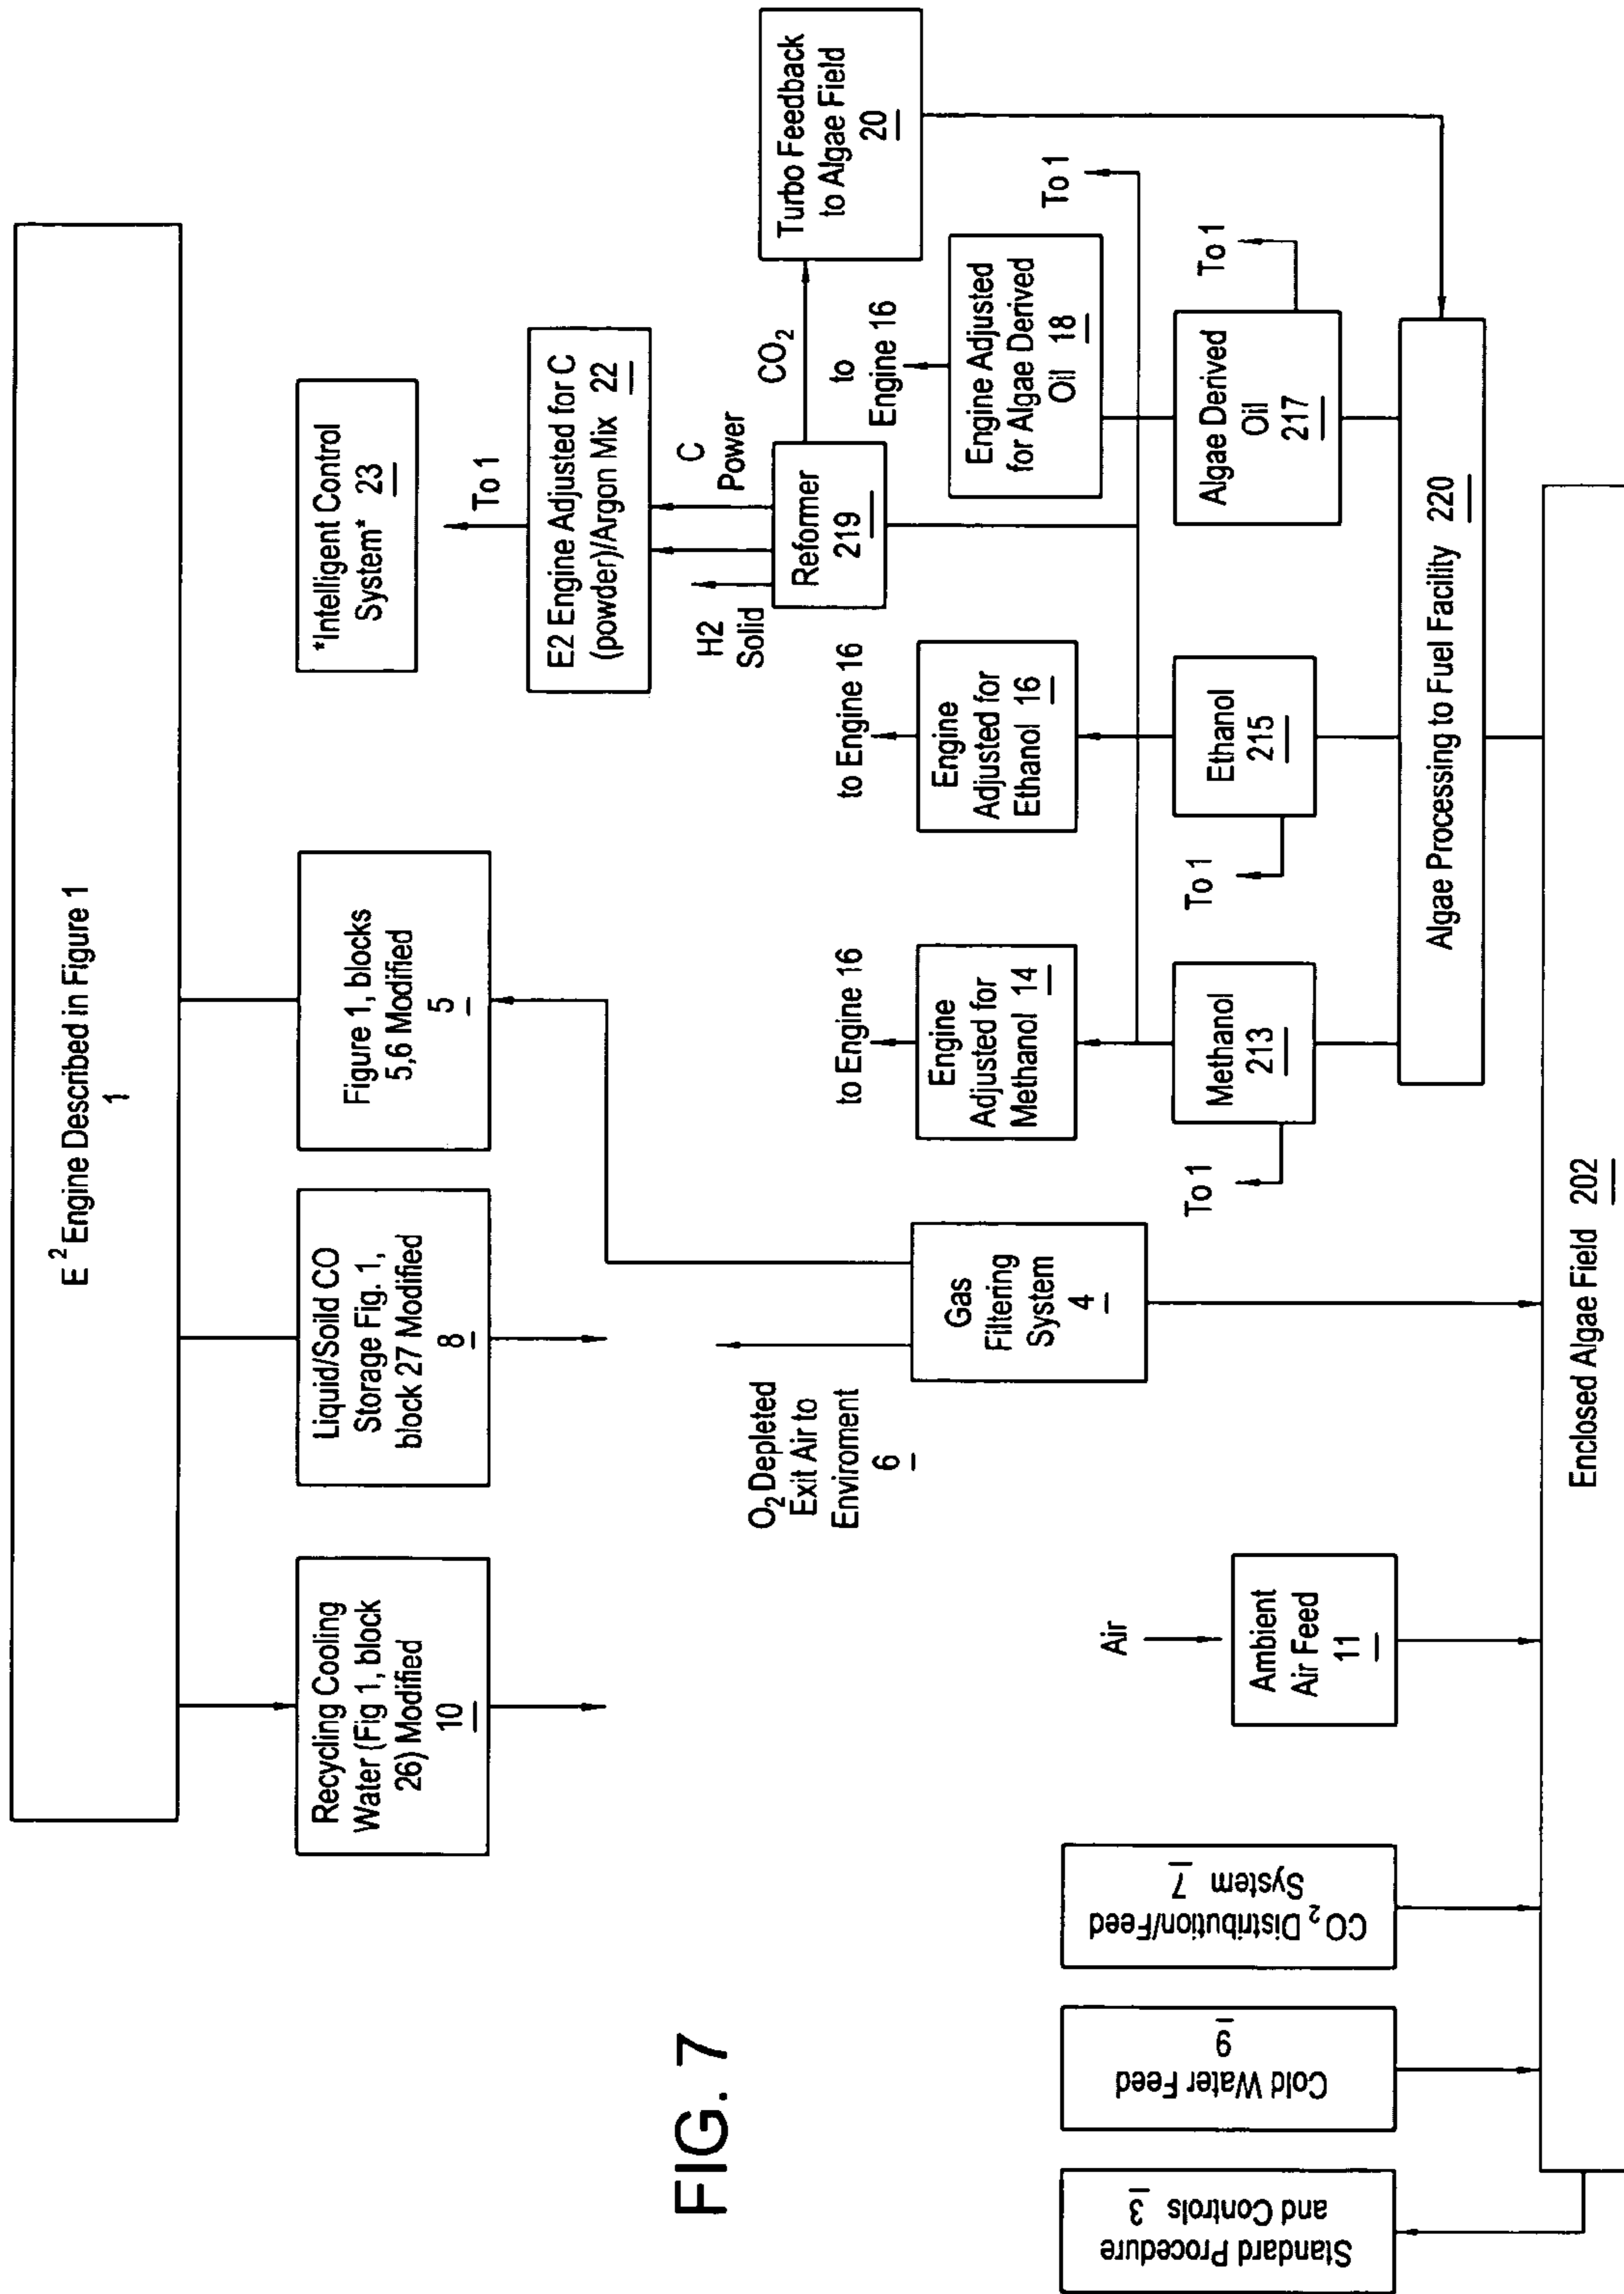 E² Engine Described in Figure 1
1
Recycling Cooling
Water (Fig 1, block
26) Modified
10
Liquid/Soild CO
Storage Fig. 1,
block 27 Modified
8
Figure 1, blocks
5,6 Modified
5
*Intelligent Control
System* 23
To 1
E2 Engine Adjusted for C
(powder)/Argon Mix 22
H2
Solid
C
Power
Reformer
219
CO₂
Turbo Feedback
to Algae Field
20
FIG. 7
O₂ Depleted
Exit Air to
Enviroment
6
Gas
Filtering
System
4
to Engine 16
Engine
Adjusted for
Methanol 14
to Engine 16
Engine
Adjusted for
Ethanol 16
to
Engine 16
Engine Adjusted
for Algae Derived
Oil 18
To 1
Standard Procedure
and Controls 3
Cold Water Feed
9
CO₂ Distribution/Feed
System 7
Air
Ambient
Air Feed
11
To 1
Methanol
213
To 1
Ethanol
215
Algae Derived
Oil
217
To 1
Algae Processing to Fuel Facility 220
Enclosed Algae Field 202